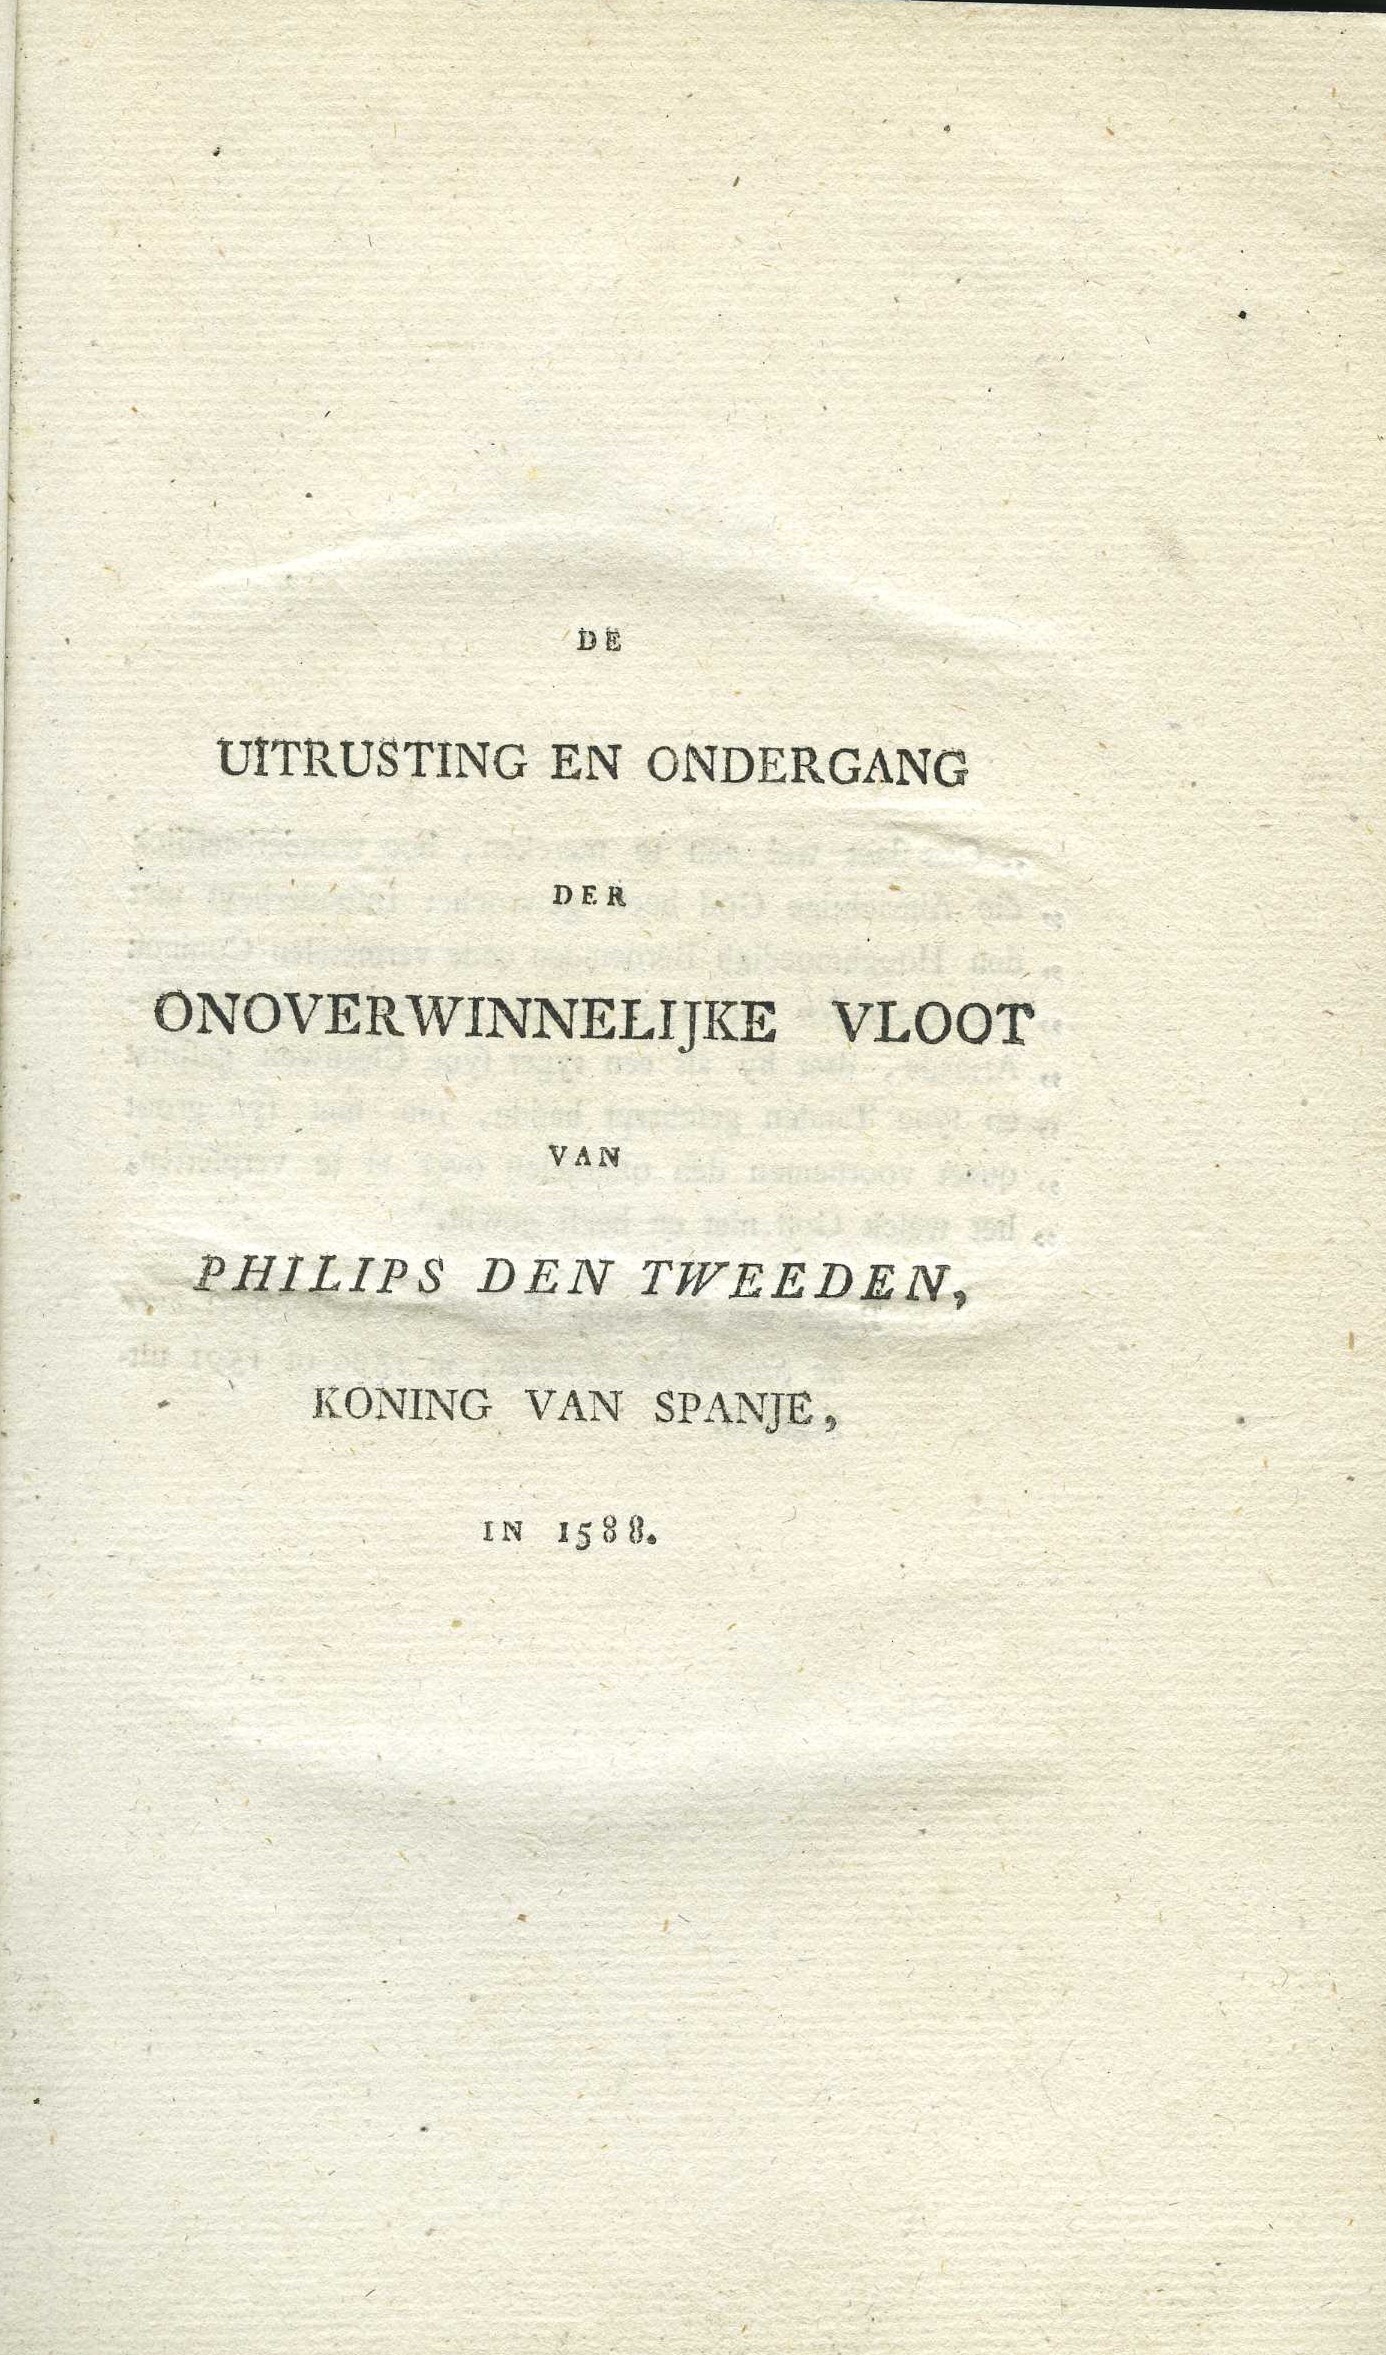 DE
UITRUSTING EN ONDERGANG
DER
ONOVERWINNELIJKE VLOOT
VAN
PHILIPS DEN TWEEDEN,
KONING VAN SPANJE,
IN 1588.